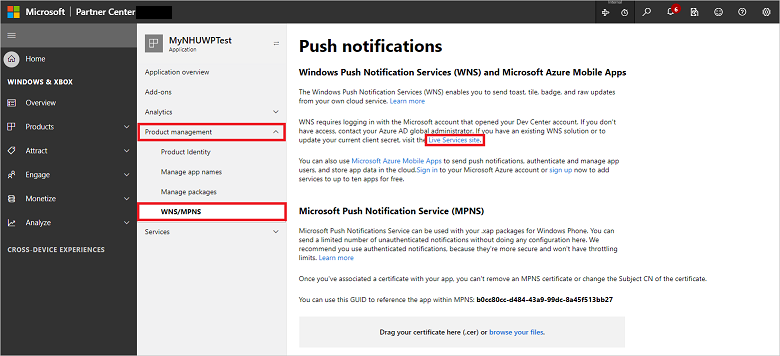 Microsoft | Partner Center
Internal
6
Home
WINDOWS & XBOX
Overview
Products
Attract
Engage
Monetize
Analyze
CROSS-DEVICE EXPERIENCES
MyNHUWPTest
Application
Application overview
Add-ons
Analytics
Product management
Product Identity
Manage app names
Manage packages
WNS/MPNS
Services
Push notifications
Windows Push Notification Services (WNS) and Microsoft Azure Mobile Apps
The Windows Push Notification Services (WNS) enables you to send toast, tile, badge, and raw updates
from your own cloud service. Learn more
WNS requires logging in with the Microsoft account that opened your Dev Center account. If you don't
have access, contact your Azure AD global administrator. If you have an existing WNS solution or to
update your current client secret, visit the Live Services site.
You can also use Microsoft Azure Mobile Apps to send push notifications, authenticate and manage app
users, and store app data in the cloud.Sign in to your Microsoft Azure account or sign up now to add
services to up to ten apps for free.
Microsoft Push Notification Service (MPNS)
Microsoft Push Notifications Service can be used with your .xap packages for Windows Phone. You can
send a limited number of unauthenticated notifications without doing any configuration here. We
recommend you use authenticated notifications, because they're more secure and won't have throttling
limits. Learn more
Once you've associated a certificate with your app, you can't remove an MPNS certificate or change the Subject CN of the certificate.
You can use this GUID to reference the app within MPNS: b0cc80cc-d484-43a9-99dc-8a45f513bb27
Drag your certificate here (.cer) or browse your files.